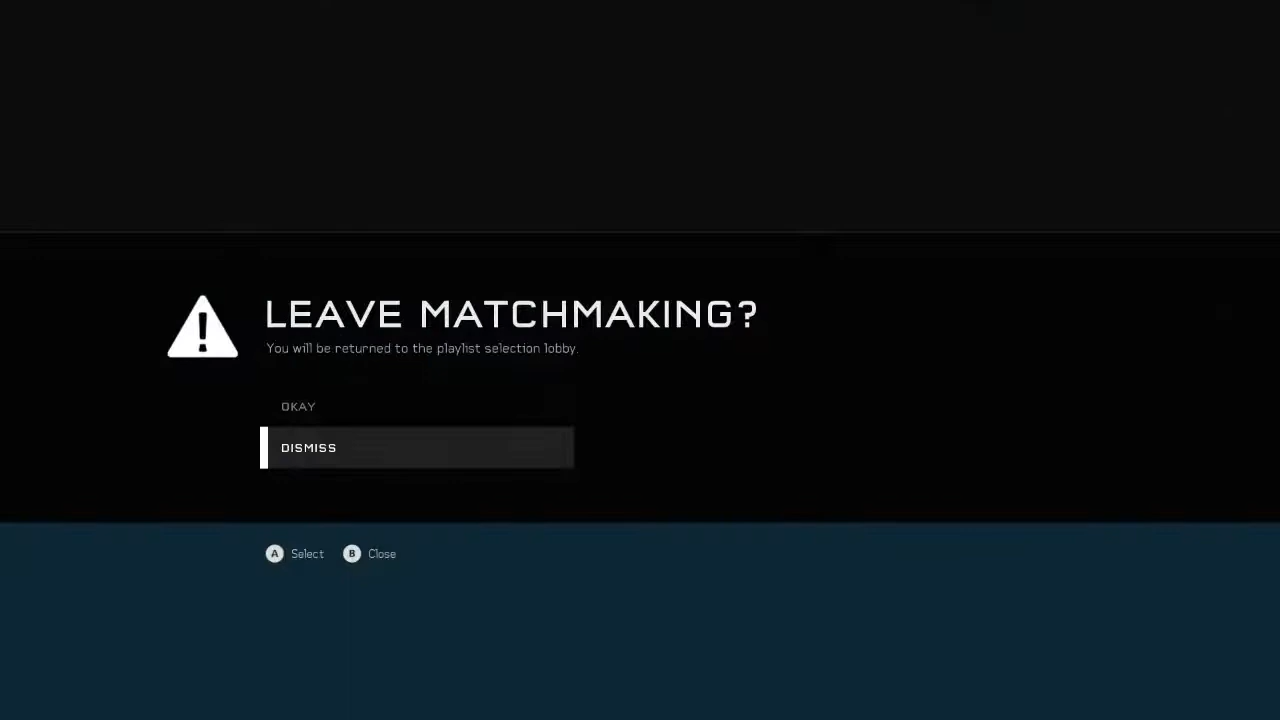 LEAVE MATCHMAKING?
You will be returned to the playlist selection lobby.
OKAY
DISMISS
A Select B Close